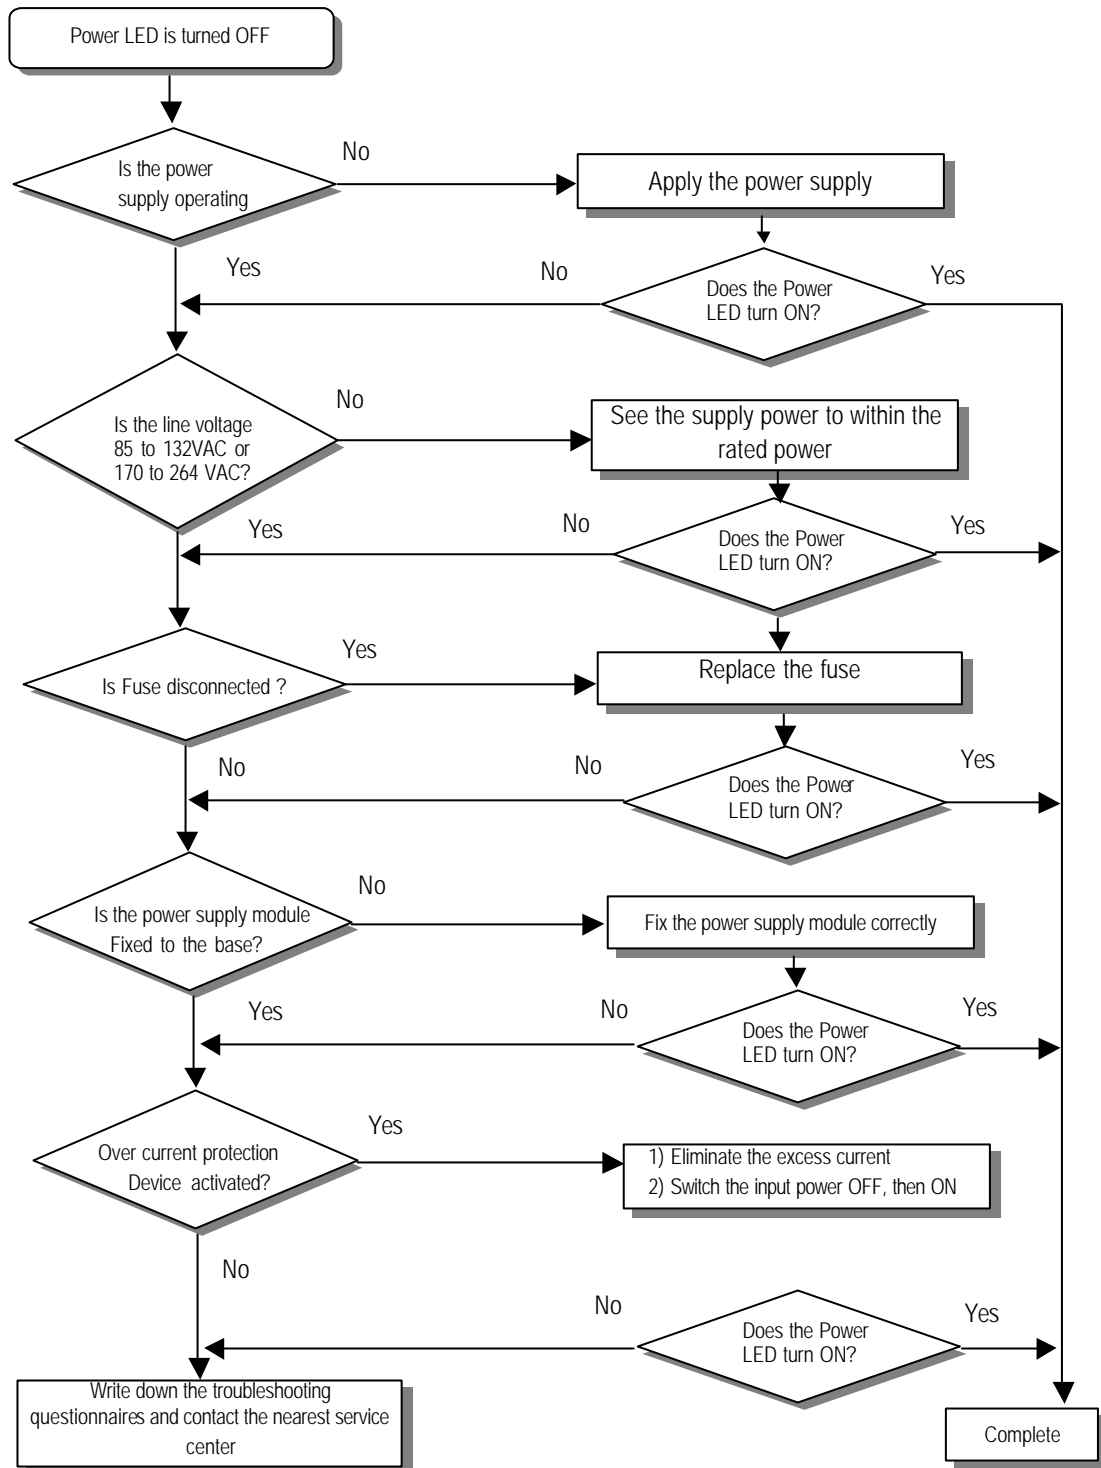 Power LED is turned OFF
Is the power
supply operating
No
Apply the power supply
Yes
No
Does the Power
LED turn ON?
Yes
Is the line voltage
85 to 132VAC or
170 to 264 VAC?
No
See the supply power to within the
rated power
Yes
No
Does the Power
LED turn ON?
Yes
Is Fuse disconnected ?
Yes
Replace the fuse
No
No
Does the Power
LED turn ON?
Yes
Is the power supply module
Fixed to the base?
No
Fix the power supply module correctly
Yes
No
Does the Power
LED turn ON?
Yes
Over current protection
Device activated?
Yes
1) Eliminate the excess current
2) Switch the input power OFF, then ON
No
No
Does the Power
LED turn ON?
Yes
Write down the troubleshooting
questionnaires and contact the nearest service
center
Complete